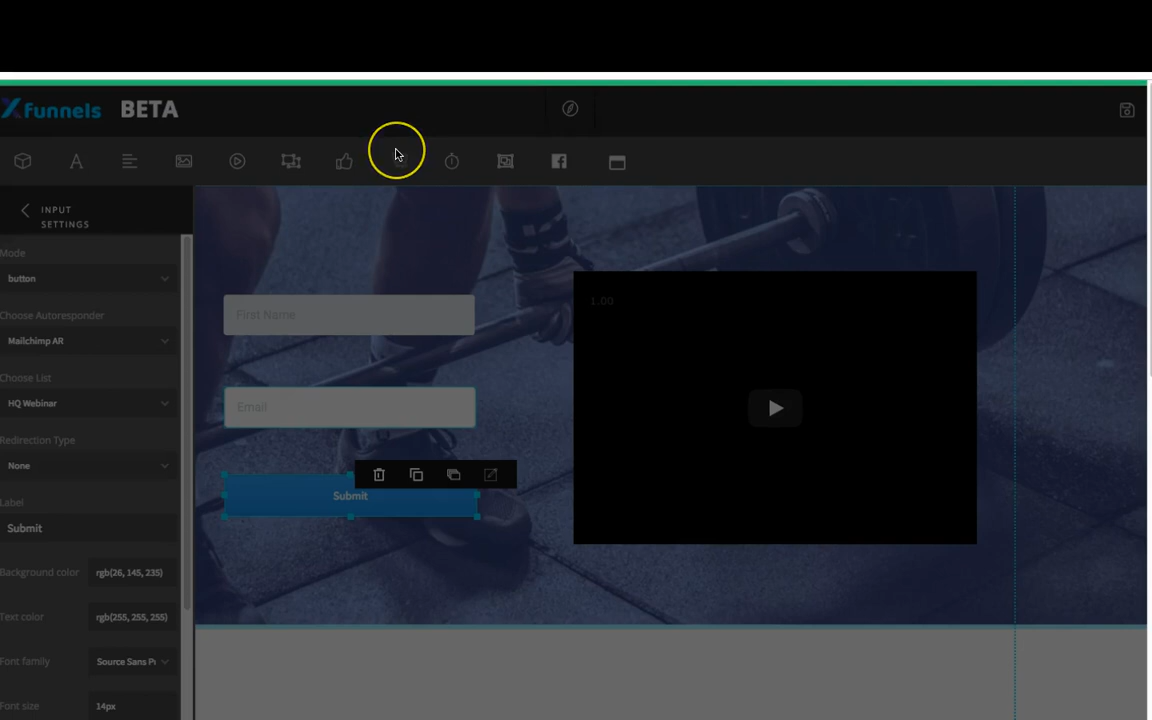 Xfunnels BETA
INPUT
SETTINGS
Mode
button
Choose Autoresponder
Mailchimp AR
Choose List
HQ Webinar
Redirection Type
None
Label
Submit
Background color rgb(26, 145, 235)
Text color rgb(255, 255, 255)
Font family Source Sans P
Font size 14px
First Name
Email
Submit
1.00